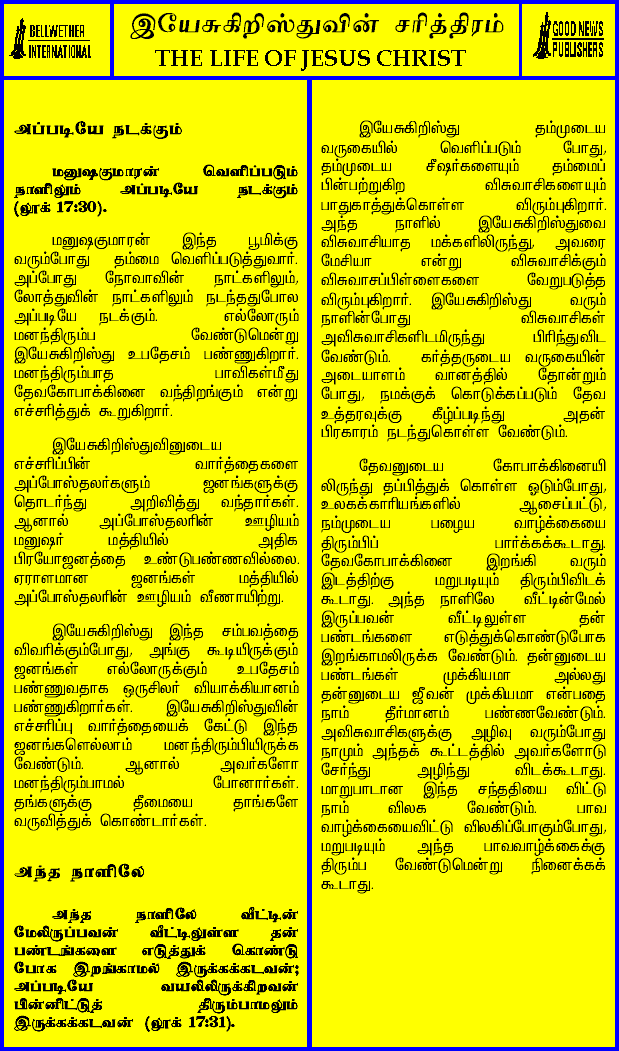 BELLWETHER
INTERNATIONAL
இயேசுகிறிஸ்துவின் சரித்திரம்
THE LIFE OF JESUS CHRIST
GOOD NEWS
PUBLISHERS
அப்படியே நடக்கும்
மனுஷகுமாரன் வெளிப்படும்
நாளிலும் அப்படியே நடக்கும்
(லூக் 17:30).
மனுஷகுமாரன் இந்த பூமிக்கு
வரும்போது தம்மை வெளிப்படுத்துவார்.
அப்போது நோவாவின் நாட்களிலும்,
லோத்துவின் நாட்களிலும் நடந்ததுபோல
அப்படியே நடக்கும். எல்லோரும்
மனந்திரும்ப வேண்டுமென்று
இயேசுகிறிஸ்து உபதேசம் பண்ணுகிறார்.
மனந்திரும்பாத பாவிகள்மீது
தேவகோபாக்கினை வந்திறங்கும் என்று
எச்சரித்துக் கூறுகிறார்.
இயேசுகிறிஸ்துவினுடைய
எச்சரிப்பின் வார்த்தைகளை
அப்போஸ்தலர்களும் ஜனங்களுக்கு
தொடர்ந்து அறிவித்து வந்தார்கள்.
ஆனால் அப்போஸ்தலரின் ஊழியம்
மனுஷர் மத்தியில் அதிக
பிரயோஜனத்தை உண்டுபண்ணவில்லை.
ஏராளமான ஜனங்கள் மத்தியில்
அப்போஸ்தலரின் ஊழியம் வீணாயிற்று.
இயேசுகிறிஸ்து இந்த சம்பவத்தை
விவரிக்கும்போது, அங்கு கூடியிருக்கும்
ஜனங்கள் எல்லோருக்கும் உபதேசம்
பண்ணுவதாக ஒருசிலர் வியாக்கியானம்
பண்ணுகிறார்கள். இயேசுகிறிஸ்துவின்
எச்சரிப்பு வார்த்தையைக் கேட்டு இந்த
ஜனங்களெல்லாம் மனந்திரும்பியிருக்க
வேண்டும். ஆனால் அவர்களோ
மனந்திரும்பாமல் போனார்கள்.
தங்களுக்கு தீமையை தாங்களே
வருவித்துக் கொண்டார்கள்.
அந்த நாளிலே
அந்த நாளிலே வீட்டின்
மேலிருப்பவன் வீட்டிலுள்ள தன்
பண்டங்களை எடுத்துக் கொண்டு
போக இறங்காமல் இருக்கக்கடவன்;
அப்படியே வயலிலிருக்கிறவன்
பின்னிட்டுத் திரும்பாமலும்
இருக்கக்கடவன் (லூக் 17:31).
இயேசுகிறிஸ்து தம்முடைய
வருகையில் வெளிப்படும் போது,
தம்முடைய சீஷர்களையும் தம்மைப்
பின்பற்றுகிற விசுவாசிகளையும்
பாதுகாத்துக்கொள்ள விரும்புகிறார்.
அந்த நாளில் இயேசுகிறிஸ்துவை
விசுவாசியாத மக்களிலிருந்து, அவரை
மேசியா என்று விசுவாசிக்கும்
விசுவாசப்பிள்ளைகளை வேறுபடுத்த
விரும்புகிறார். இயேசுகிறிஸ்து வரும்
நாளின்போது விசுவாசிகள்
அவிசுவாசிகளிடமிருந்து பிரிந்துவிட
வேண்டும். கர்த்தருடைய வருகையின்
அடையாளம் வானத்தில் தோன்றும்
போது, நமக்குக் கொடுக்கப்படும் தேவ
உத்தரவுக்கு கீழ்ப்படிந்து அதன்
பிரகாரம் நடந்துகொள்ள வேண்டும்.
தேவனுடைய கோபாக்கினையி
லிருந்து தப்பித்துக் கொள்ள ஓடும்போது,
உலகக்காரியங்களில் ஆசைப்பட்டு,
நம்முடைய பழைய வாழ்க்கையை
திரும்பிப் பார்க்கக்கூடாது.
தேவகோபாக்கினை இறங்கி வரும்
இடத்திற்கு மறுபடியும் திரும்பிவிடக்
கூடாது. அந்த நாளிலே வீட்டின்மேல்
இருப்பவன் வீட்டிலுள்ள தன்
பண்டங்களை எடுத்துக்கொண்டுபோக
இறங்காமலிருக்க வேண்டும். தன்னுடைய
பண்டங்கள் முக்கியமா அல்லது
தன்னுடைய ஜீவன் முக்கியமா என்பதை
நாம் தீர்மானம் பண்ணவேண்டும்.
அவிசுவாசிகளுக்கு அழிவு வரும்போது
நாமும் அந்தக் கூட்டத்தில் அவர்களோடு
சேர்ந்து அழிந்து விடக்கூடாது.
மாறுபாடான இந்த சந்ததியை விட்டு
நாம் விலக வேண்டும். பாவ
வாழ்க்கையைவிட்டு விலகிப்போகும்போது,
மறுபடியும் அந்த பாவவாழ்க்கைக்கு
திரும்ப வேண்டுமென்று நினைக்கக்
கூடாது.